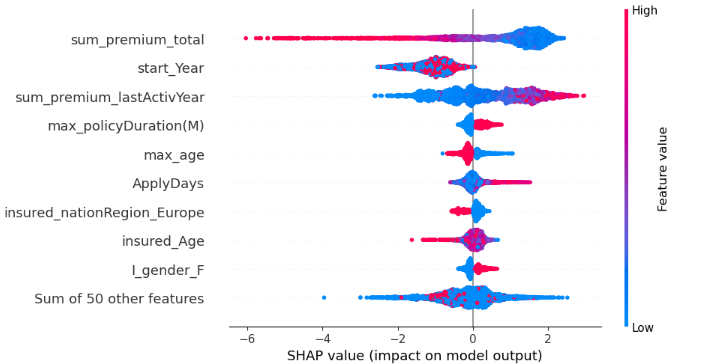 High
sum_premium_total
start_Year
sum_premium_lastActivYear
max_policyDuration(M)
max_age
ApplyDays
insured_nationRegion_Europe
insured_Age
I_gender_F
Sum of 50 other features
Feature value
Low
−6 −4 −2 0 2
SHAP value (impact on model output)